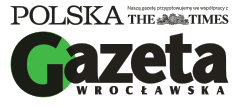 POLSKA
Naszą gazetę przygotowujemy we współpracy z
THE TIMES
Gazeta
WROCŁAWSKA